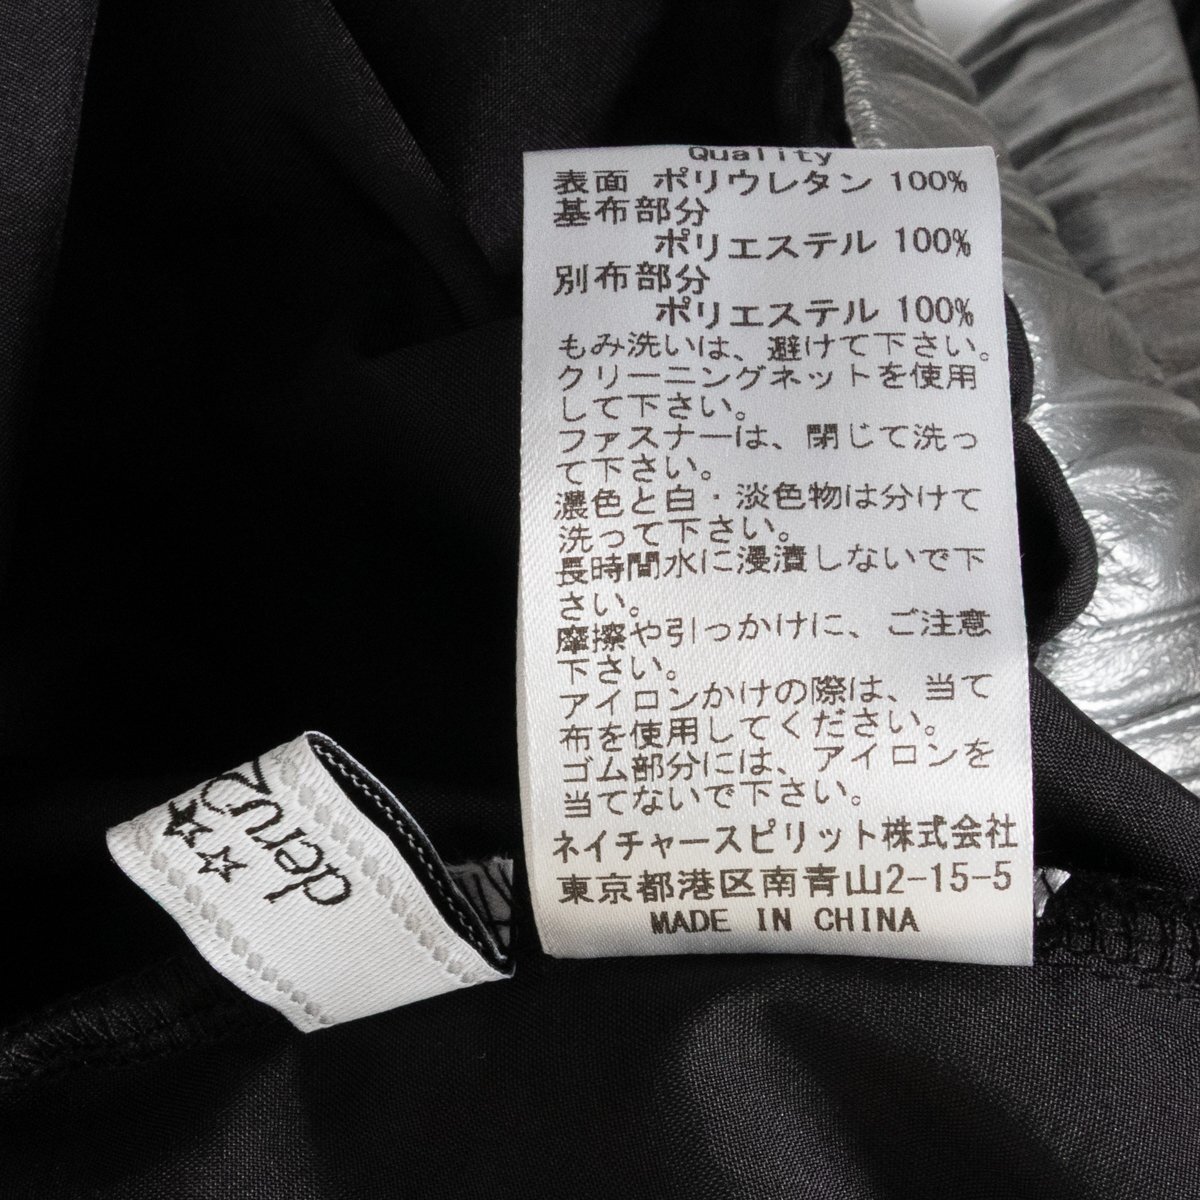 Quality
表面 ポリウレタン 100%
基布部分
ポリエステル 100%
別布部分
ポリエステル 100%
もみ洗いは、避けて下さい。
クリーニングネットを使用
して下さい。
ファスナーは、閉じて洗っ
て下さい。
濃色と白・淡色物は分けて
洗って下さい。
長時間水に浸漬しないで下
さい。
摩擦や引っかけに、ご注意
下さい。
アイロンかけの際は、当て
布を使用してください。
ゴム部分には、アイロンを
当てないで下さい。
ネイチャースピリット株式会社
東京都港区南青山2-15-5
MADE IN CHINA